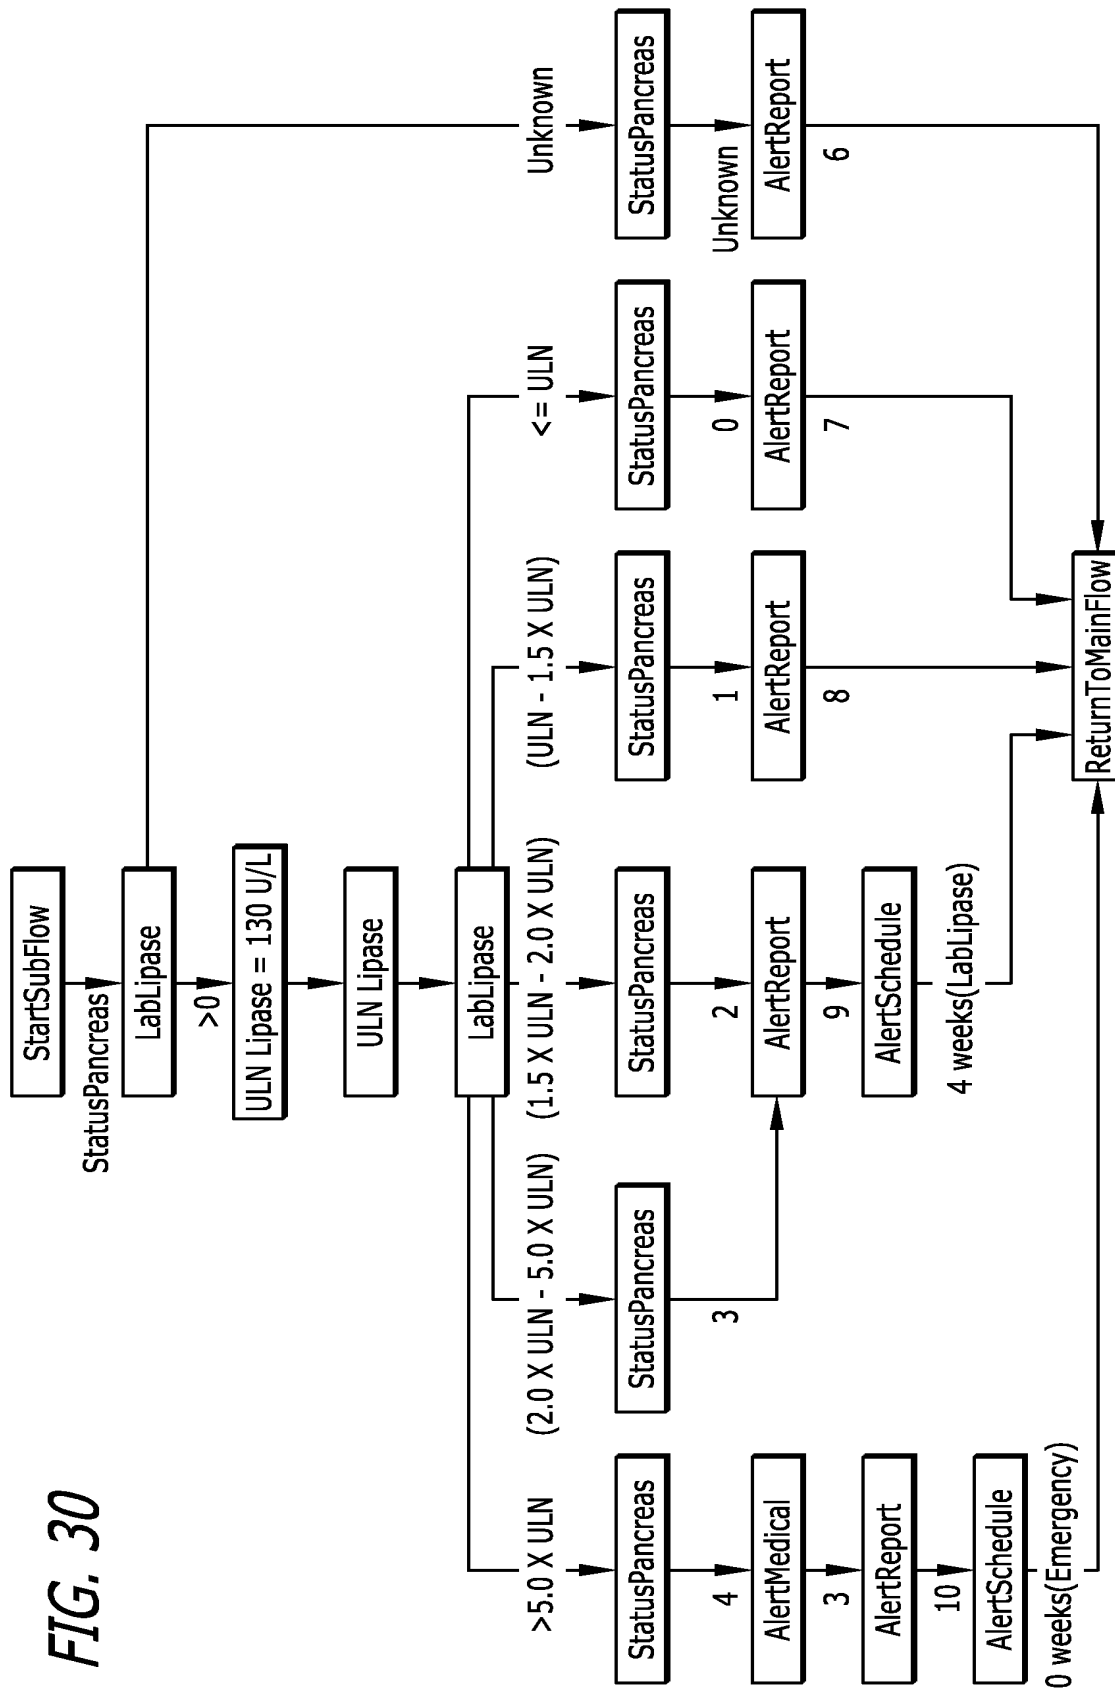 FIG. 30
StartSubFlow
StatusPancreas
LabLipase
>0
ULN Lipase = 130 U/L
ULN Lipase
LabLipase
>5.0 X ULN
(2.0 X ULN - 5.0 X ULN)
(1.5 X ULN - 2.0 X ULN)
(ULN - 1.5 X ULN)
<= ULN
Unknown
StatusPancreas
StatusPancreas
StatusPancreas
StatusPancreas
StatusPancreas
StatusPancreas
4
3
2
1
0
Unknown
AlertMedical
AlertReport
AlertReport
AlertReport
AlertReport
3
9
8
7
6
AlertReport
AlertSchedule
10
4 weeks(LabLipase)
AlertSchedule
0 weeks(Emergency)
ReturnToMainFlow